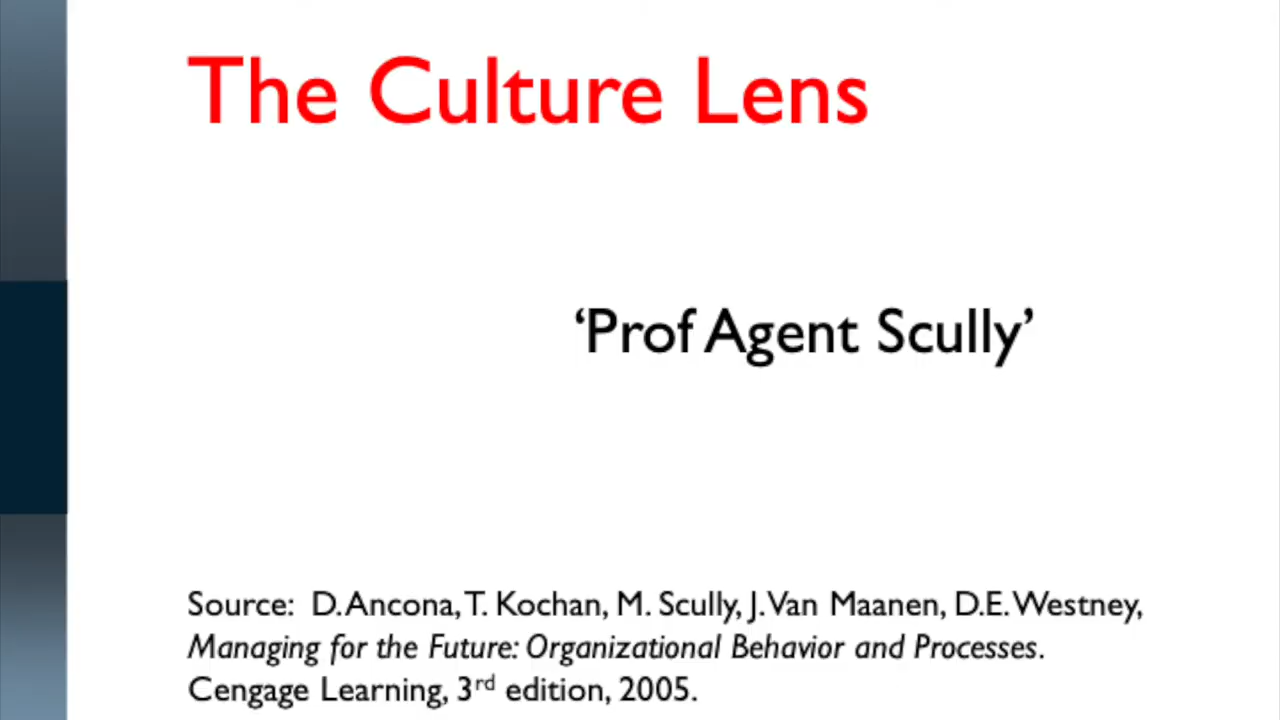 The Culture Lens
‘Prof Agent Scully’
Source: D. Ancona, T. Kochan, M. Scully, J. Van Maanen, D.E. Westney,
Managing for the Future: Organizational Behavior and Processes.
Cengage Learning, 3rd edition, 2005.